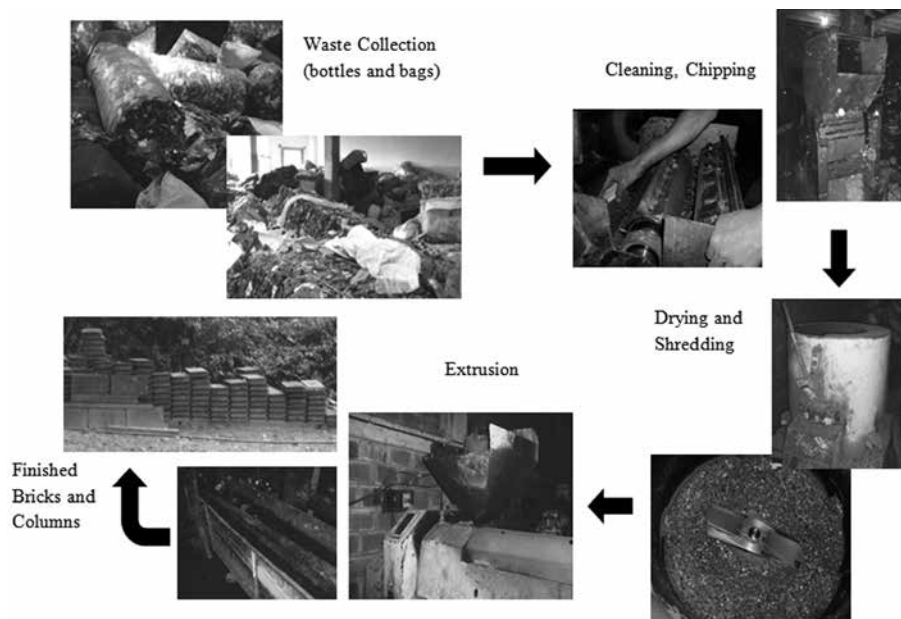 Waste Collection
(bottles and bags)
Cleaning, Chipping
Drying and
Shredding
Extrusion
Finished
Bricks and
Columns